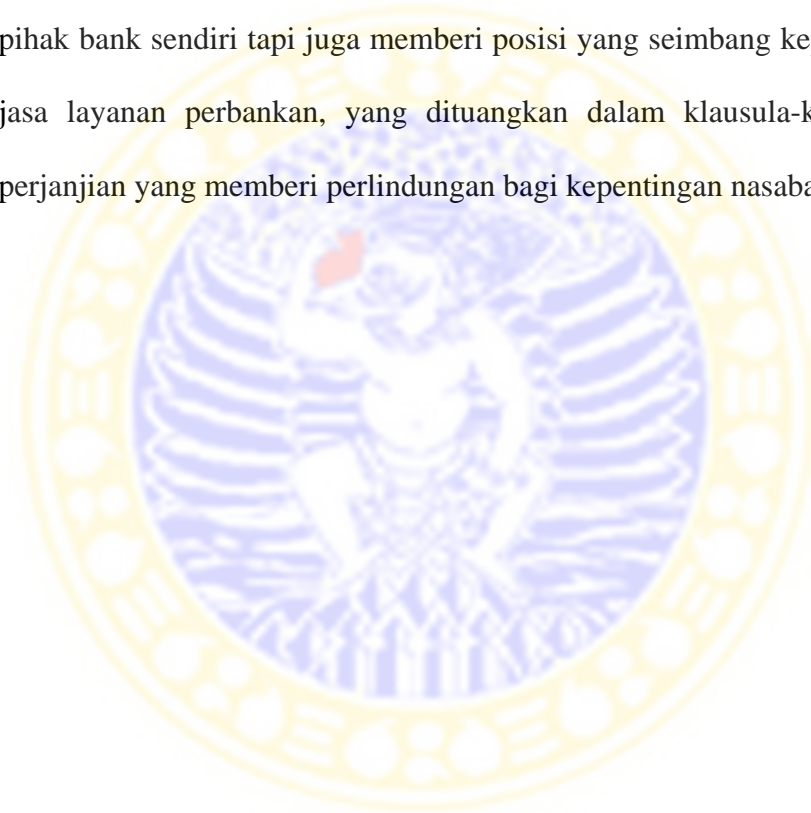 pihak bank sendiri tapi juga memberi posisi yang seimbang ke
jasa layanan perbankan, yang dituangkan dalam klausula-k
perjanjian yang memberi perlindungan bagi kepentingan nasaba